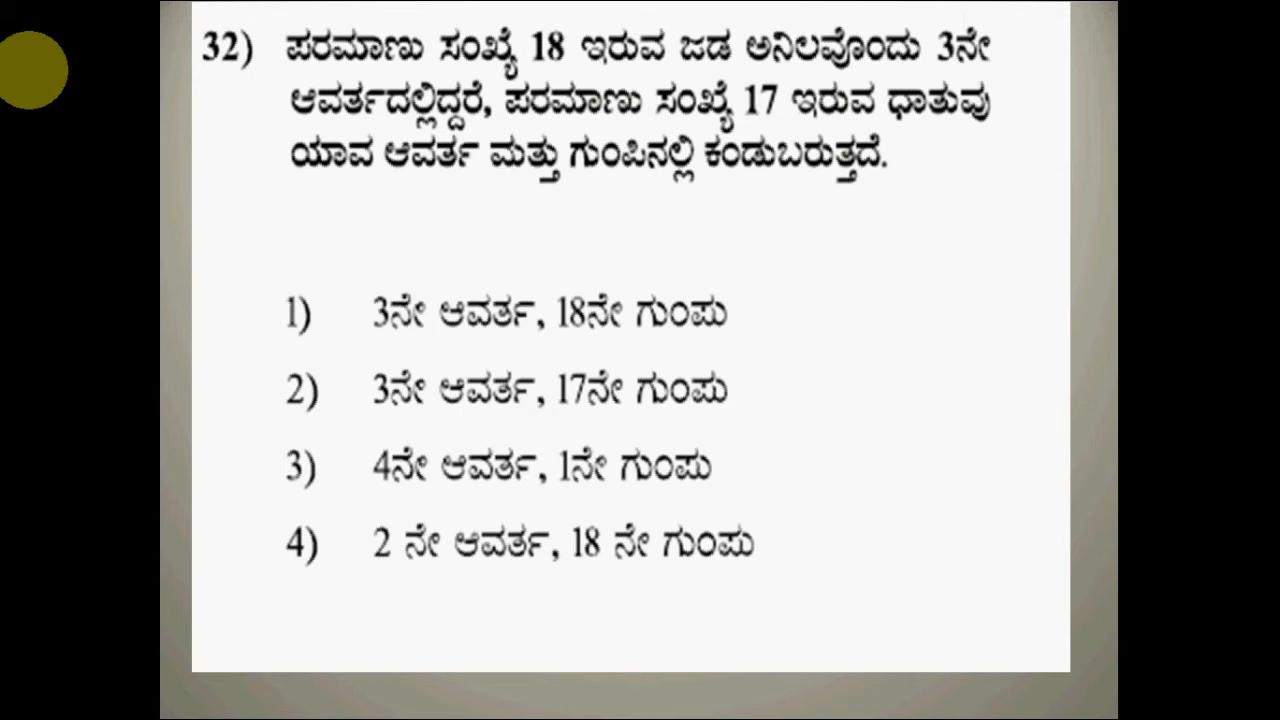 32) ಪರಮಾಣು ಸಂಖ್ಯೆ 18 ಇರುವ ಜಡ ಅನಿಲವೊಂದು 3ನೇ
ಆವರ್ತದಲ್ಲಿದ್ದರೆ, ಪರಮಾಣು ಸಂಖ್ಯೆ 17 ಇರುವ ಧಾತುವು
ಯಾವ ಆವರ್ತ ಮತ್ತು ಗುಂಪಿನಲ್ಲಿ ಕಂಡುಬರುತ್ತದೆ.
1) 3ನೇ ಆವರ್ತ, 18ನೇ ಗುಂಪು
2) 3ನೇ ಆವರ್ತ, 17ನೇ ಗುಂಪು
3) 4ನೇ ಆವರ್ತ, 1ನೇ ಗುಂಪು
4) 2 ನೇ ಆವರ್ತ, 18 ನೇ ಗುಂಪು